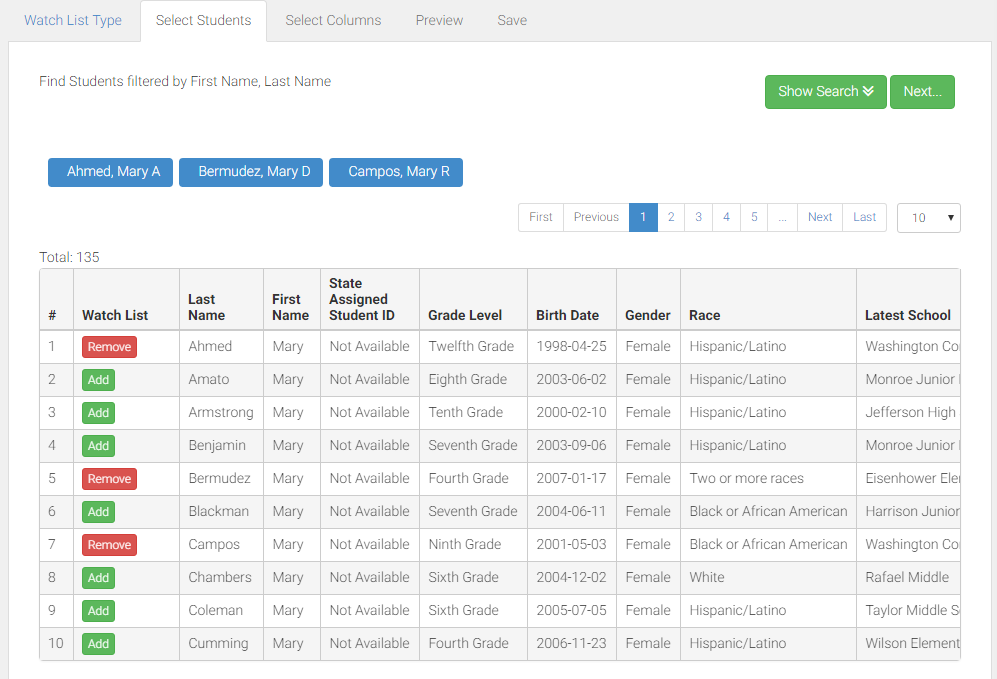 Watch List Type Select Students Select Columns Preview Save
Find Students filtered by First Name, Last Name
Show Search Next...
Ahmed, Mary A Bermudez, Mary D Campos, Mary R
First Previous 1 2 3 4 5 ... Next Last 10
Total: 135
# Watch List Last Name First Name State Assigned Student ID Grade Level Birth Date Gender Race Latest School
1 Remove Ahmed Mary Not Available Twelfth Grade 1998-04-25 Female Hispanic/Latino Washington Co
2 Add Amato Mary Not Available Eighth Grade 2003-06-02 Female Hispanic/Latino Monroe Junior
3 Add Armstrong Mary Not Available Tenth Grade 2000-02-10 Female Hispanic/Latino Jefferson High
4 Add Benjamin Mary Not Available Seventh Grade 2003-09-06 Female Hispanic/Latino Monroe Junior
5 Remove Bermudez Mary Not Available Fourth Grade 2007-01-17 Female Two or more races Eisenhower Ele
6 Add Blackman Mary Not Available Seventh Grade 2004-06-11 Female Black or African American Harrison Junior
7 Remove Campos Mary Not Available Ninth Grade 2001-05-03 Female Black or African American Washington Co
8 Add Chambers Mary Not Available Sixth Grade 2004-12-02 Female White Rafael Middle
9 Add Coleman Mary Not Available Sixth Grade 2005-07-05 Female Hispanic/Latino Taylor Middle S
10 Add Cumming Mary Not Available Fourth Grade 2006-11-23 Female Hispanic/Latino Wilson Element